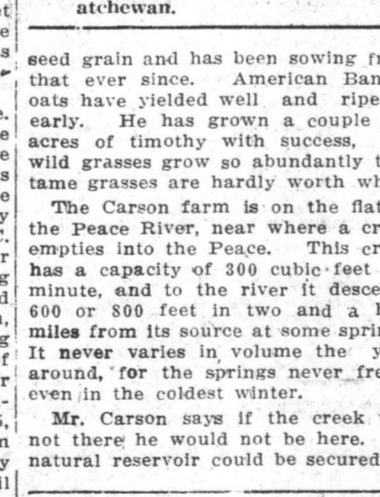 atchewan.
seed grain and has been sowing
that ever since. American Ban
oats have yielded well and ripe
early. He has grown a couple
acres of timothy with success,
wild grasses grow so abundantly
tame grasses are hardly worth
The Carson farm is on the flat
the Peace River, near where a
empties into the Peace. This
has a capacity of 300 cubic feet
minute, and to the river it desce
600 or 800 feet in two and a
miles from its source at some
It never varies in volume the
around, for the springs never
even in the coldest winter.
Mr. Carson says if the creek
not there he would not be here.
natural reservoir could be secured